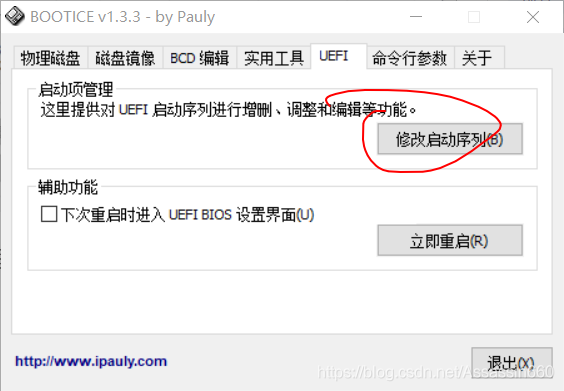 BOOTICE v1.3.3 - by Pauly
物理磁盘 磁盘镜像 BCD 编辑 实用工具 UEFI 命令行参数 关于
启动项管理
这里提供对 UEFI 启动序列进行增删、调整和编辑等功能。
修改启动序列(B)
辅助功能
下次重启时进入 UEFI BIOS 设置界面(U)
立即重启(R)
http://www.ipauly.com
退出(X)
https://blog.csdn.net/Assassin060